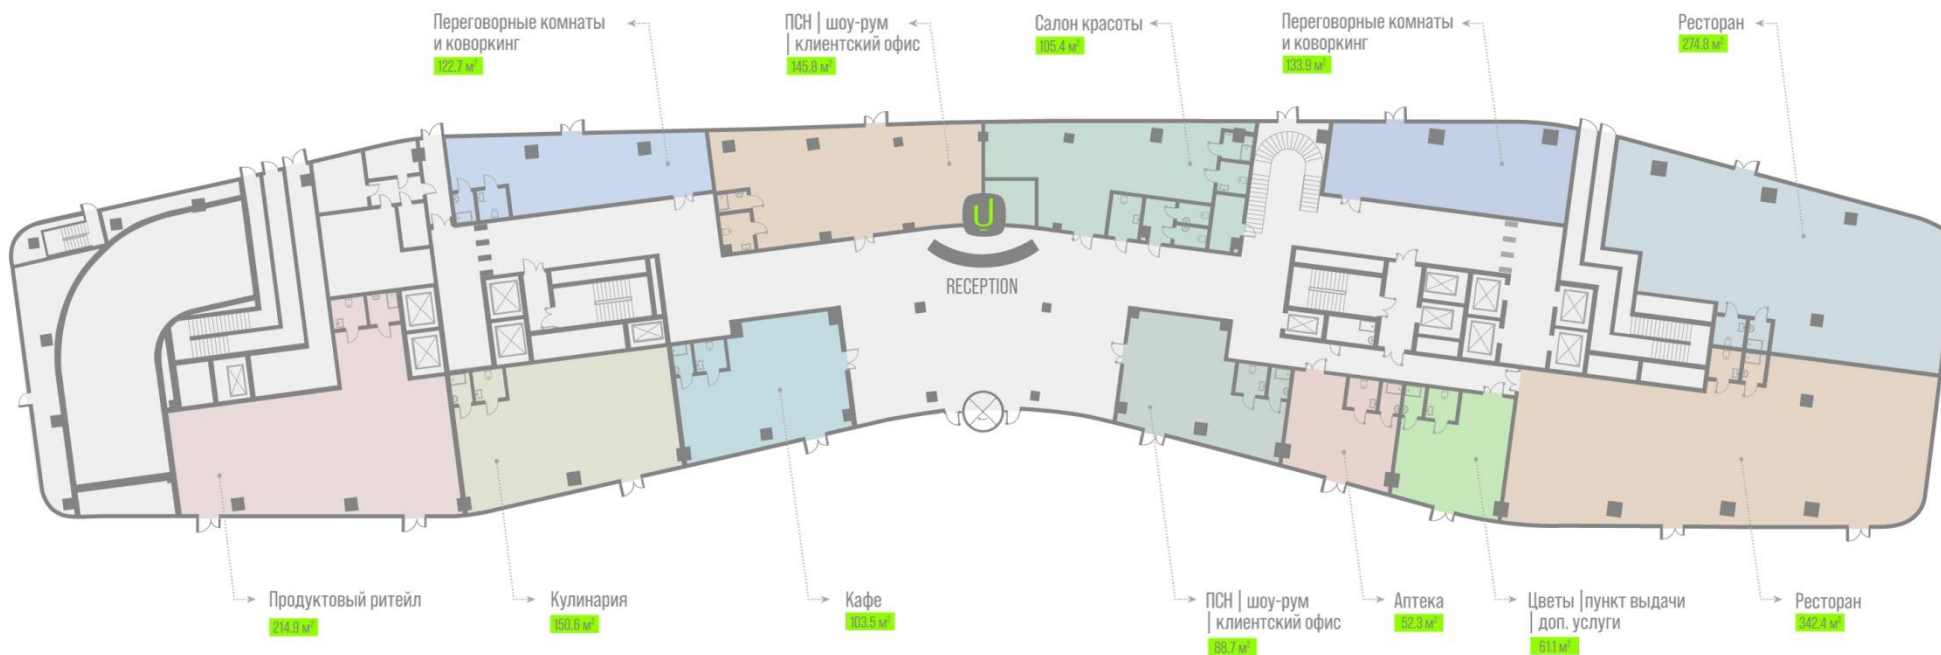 Переговорные комнаты
и коворкинг
122.7 м²
ПСН | шоу-рум
| клиентский офис
145.8 м²
Салон красоты
105.4 м²
Переговорные комнаты
и коворкинг
133.9 м²
Ресторан
274.8 м²
RECEPTION
Продуктовый ритейл
214.9 м²
Кулинария
150.6 м²
Кафе
103.5 м²
ПСН | шоу-рум
| клиентский офис
88.7 м²
Аптека
52.3 м²
Цветы |пункт выдачи
| доп. услуги
61.1 м²
Ресторан
342.4 м²